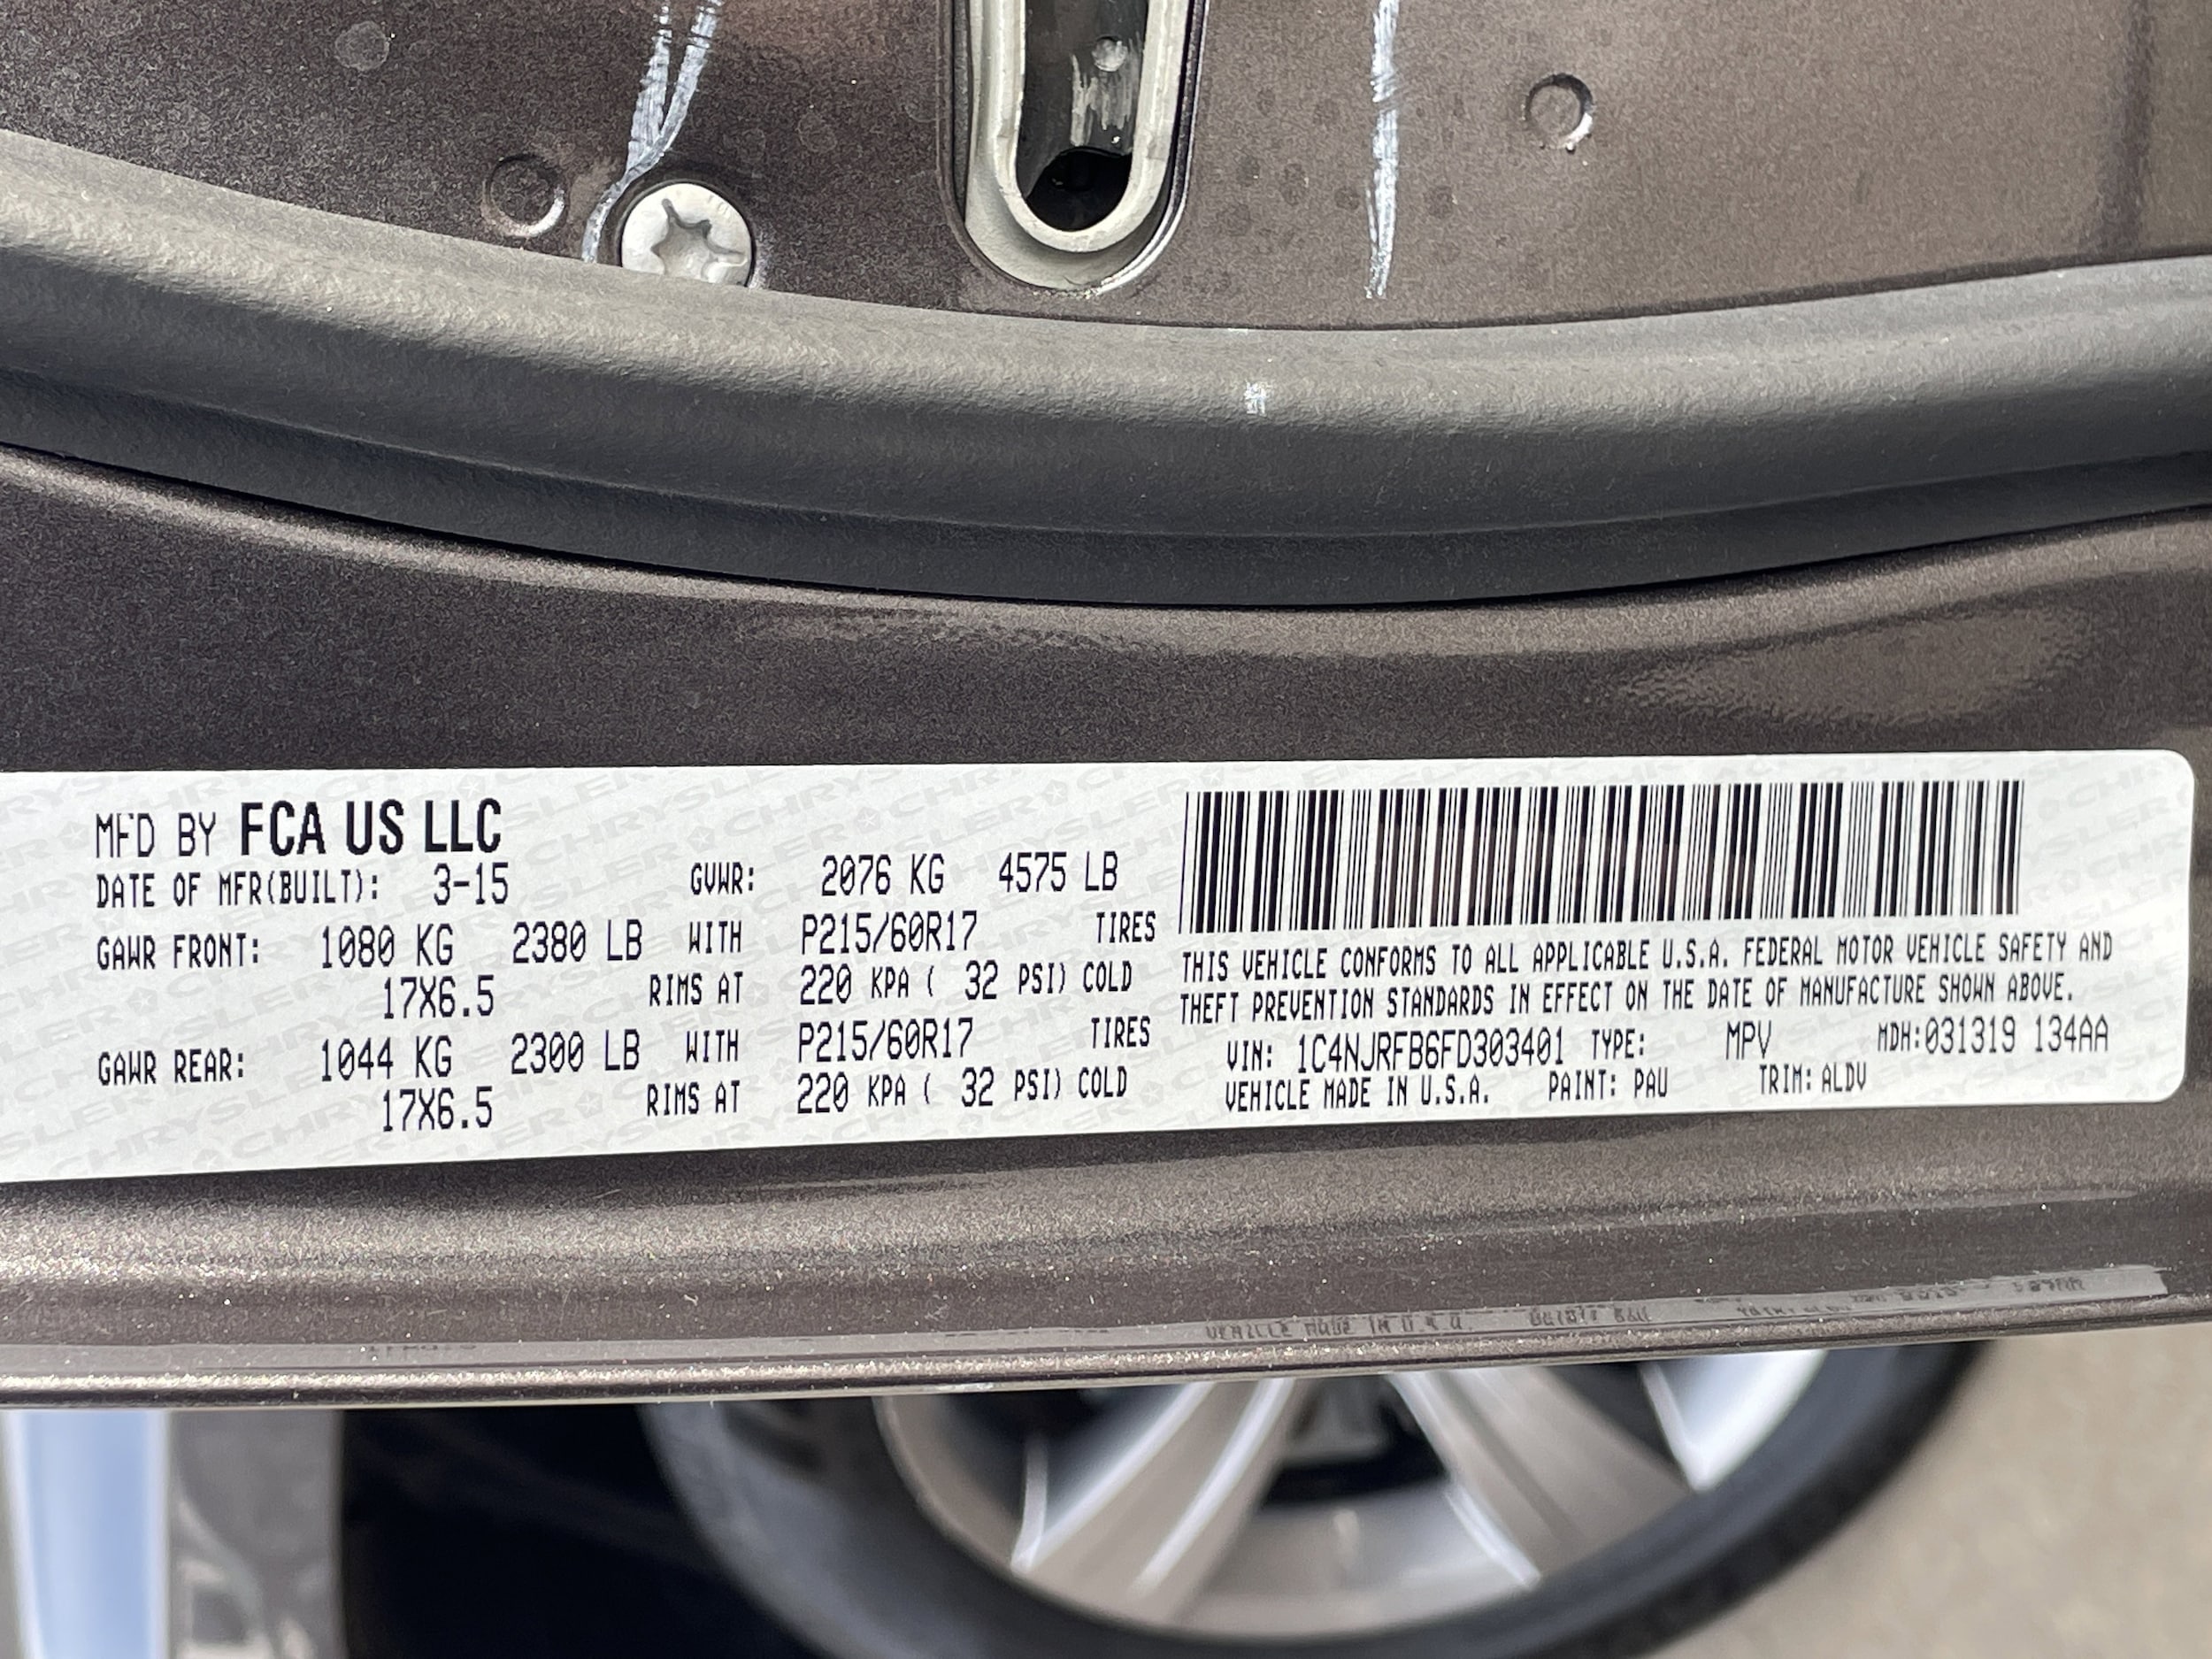 MFD BY FCA US LLC
DATE OF MFR(BUILT): 3-15 GVWR: 2076 KG 4575 LB
GAWR FRONT: 1080 KG 2380 LB WITH P215/60R17 TIRES
17X6.5 RIMS AT 220 KPA ( 32 PSI) COLD
GAWR REAR: 1044 KG 2300 LB WITH P215/60R17 TIRES
17X6.5 RIMS AT 220 KPA ( 32 PSI) COLD
THIS VEHICLE CONFORMS TO ALL APPLICABLE U.S.A. FEDERAL MOTOR VEHICLE SAFETY AND
THEFT PREVENTION STANDARDS IN EFFECT ON THE DATE OF MANUFACTURE SHOWN ABOVE.
VIN: 1C4NJRFB6FD303401 TYPE: MPV MDH:031319 134AA
VEHICLE MADE IN U.S.A. PAINT: PAU TRIM: ALDV